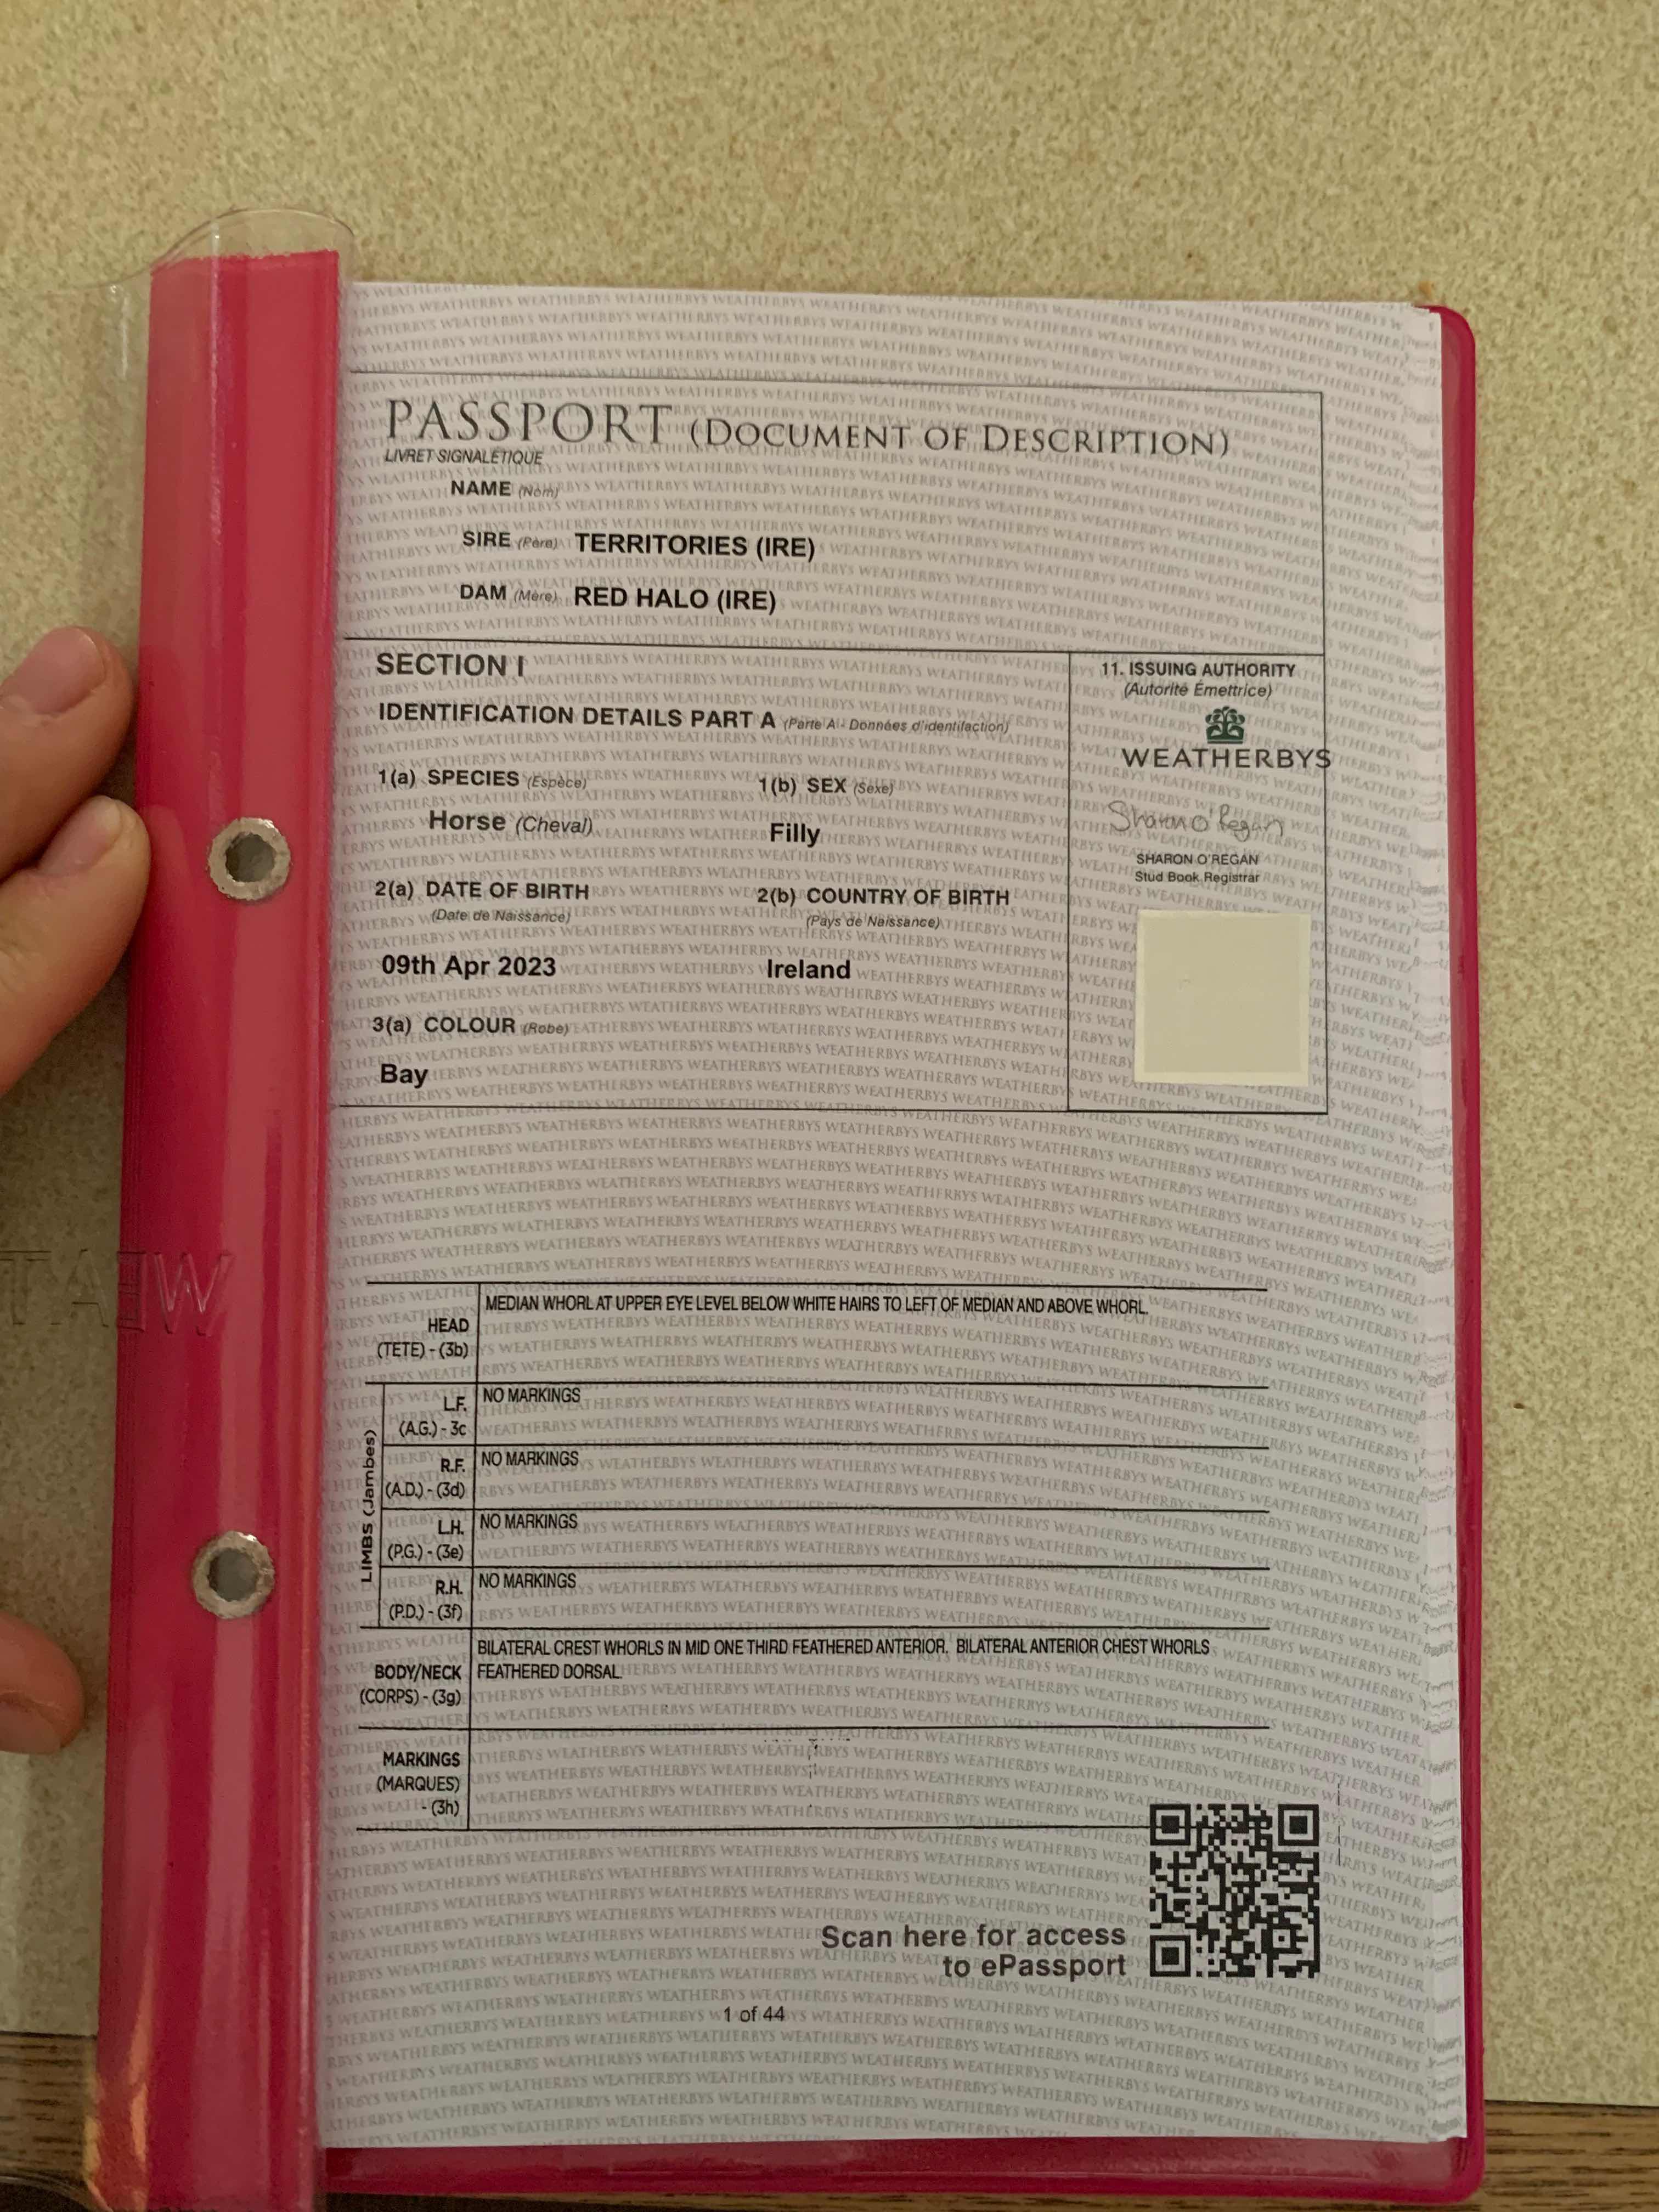 PASSPORT (DOCUMENT OF DESCRIPTION)
LIVRET SIGNALETIQUE
NAME (Nom)
SIRE (Père) TERRITORIES (IRE)
DAM (Mère) RED HALO (IRE)
SECTION I
IDENTIFICATION DETAILS PART A (Parte A - Données d'identifaction)
1(a) SPECIES (Espèce)
1(b) SEX (Sexe)
Horse (Cheval)
Filly
2(a) DATE OF BIRTH
(Date de Naissance)
2(b) COUNTRY OF BIRTH
(Pays de Naissance)
09th Apr 2023
Ireland
3(a) COLOUR (Robe)
Bay
11. ISSUING AUTHORITY
(Autorité Émettrice)
WEATHERBYS
Sharon O'Regan
SHARON O'REGAN
Stud Book Registrar
HEAD
(TETE) - (3b)
MEDIAN WHORL AT UPPER EYE LEVEL BELOW WHITE HAIRS TO LEFT OF MEDIAN AND ABOVE WHORL.
LIMBS (Jambes)
L.F.
(A.G.) - 3c
NO MARKINGS
R.F.
(A.D.) - (3d)
NO MARKINGS
L.H.
(P.G.) - (3e)
NO MARKINGS
R.H.
(P.D.) - (3f)
NO MARKINGS
BODY/NECK
(CORPS) - (3g)
BILATERAL CREST WHORLS IN MID ONE THIRD FEATHERED ANTERIOR. BILATERAL ANTERIOR CHEST WHORLS
FEATHERED DORSAL.
MARKINGS
(MARQUES)
- (3h)
Scan here for access
to ePassport
1 of 44